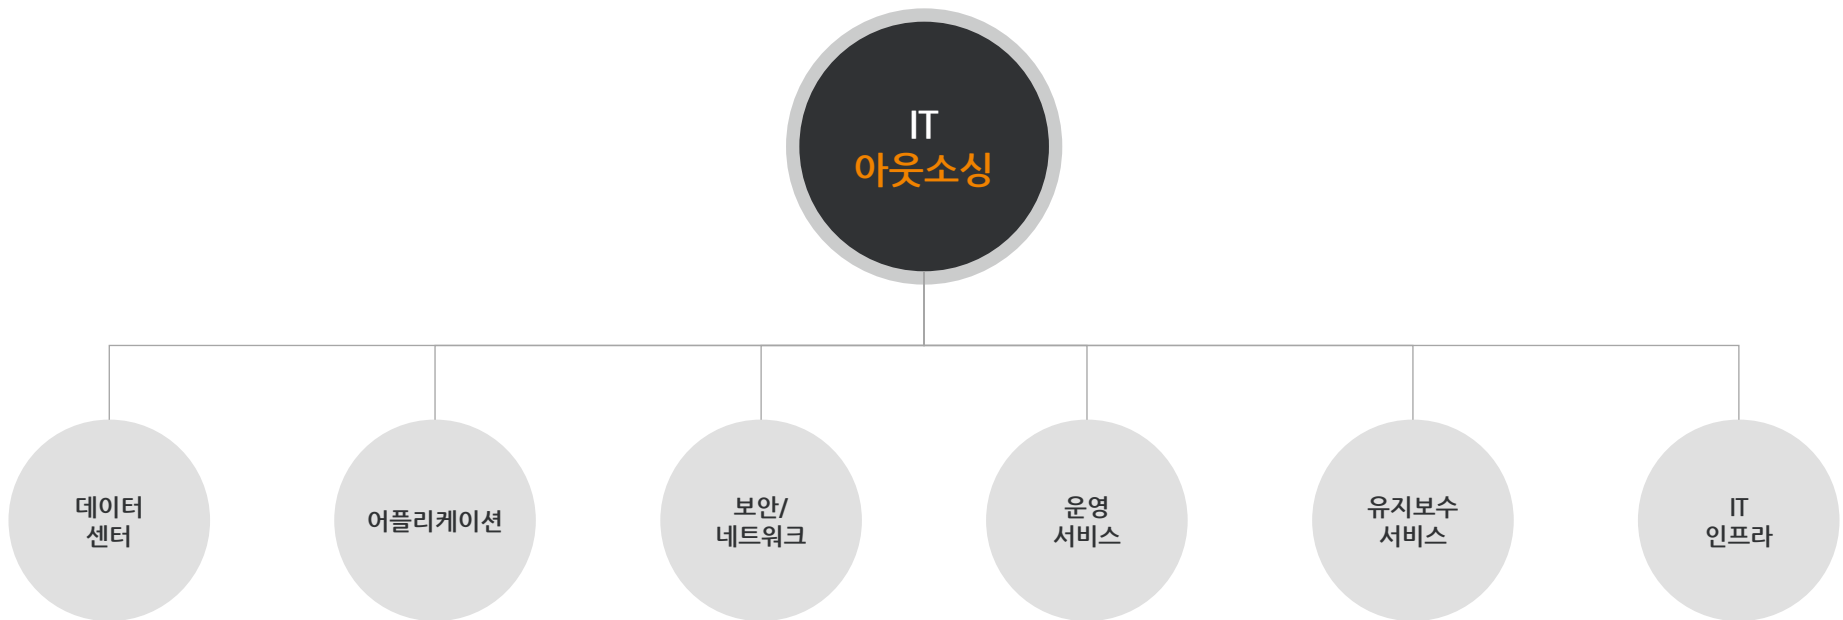 IT
아웃소싱
데이터
센터
어플리케이션
보안/
네트워크
운영
서비스
유지보수
서비스
IT
인프라